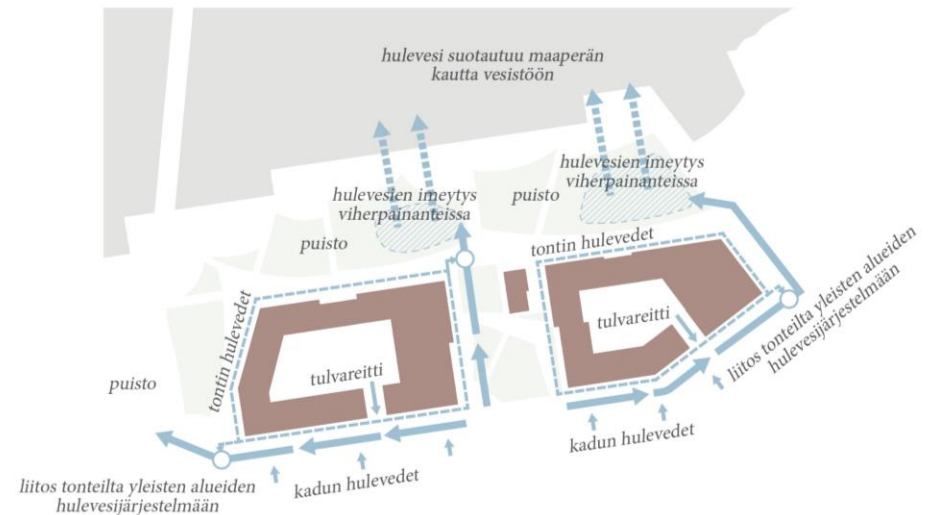 hulevesi suotautuu maaperän
kautta vesistöön
hulevesien imeytys
viherpainanteissa
hulevesien imeytys
viherpainanteissa
puisto
puisto
tontin hulevedet
tontin hulevedet
liitos tonteilta yleisten alueiden
hulevesijärjestelmään
tulvareitti
tulvareitti
puisto
kadun hulevedet
kadun hulevedet
liitos tonteilta yleisten alueiden
hulevesijärjestelmään